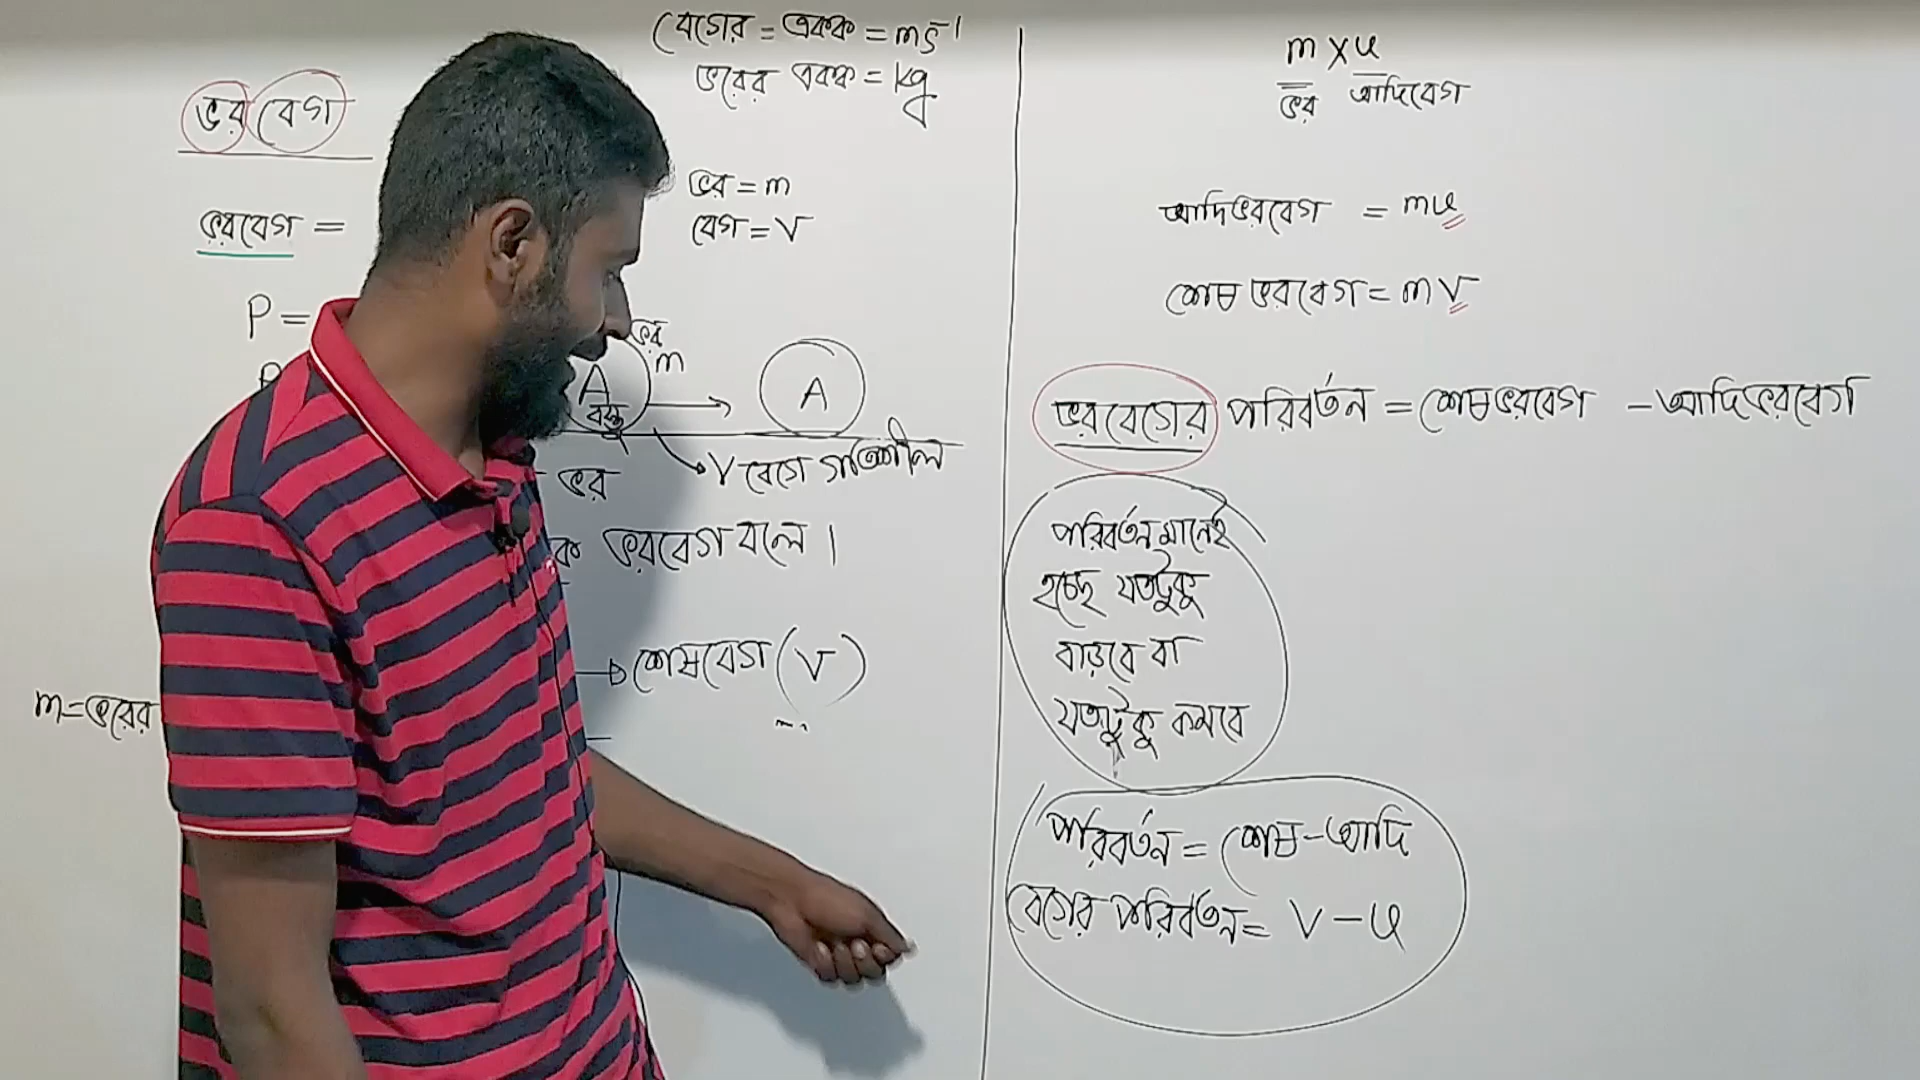 বেগের = একক = ms⁻¹
ভরের একক = kg
ভর বেগ
ভর = m
বেগ = v
ভরবেগ =
P =
ভর
m
A
বস্তু
A
v বেগে গতিশীল
ভর
ভরবেগ বলে।
শেষবেগ (v)
m = ভরের
m × u
ভর আদিবেগ
আদিভরবেগ = mu
শেষ ভরবেগ = mv
ভরবেগের পরিবর্তন = শেষভরবেগ - আদিভরবেগ
পরিবর্তন মানেই
হচ্ছে যতটুকু
বাড়বে বা
যতটুকু কমবে
পরিবর্তন = শেষ - আদি
বেগের পরিবর্তন = v - u